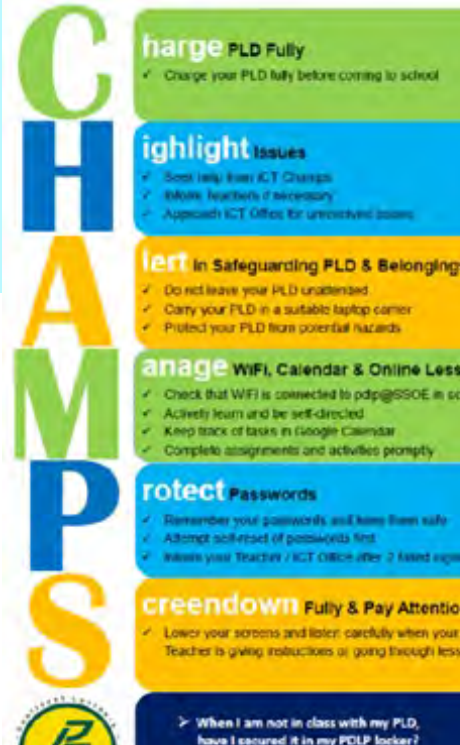 Charge PLD Fully
✓ Charge your PLD fully before coming to school
Highlight Issues
✓ Seek help from ICT Champs
✓ Inform Teachers if necessary
✓ Approach ICT Office for unresolved issues
Alert in Safeguarding PLD & Belonging
✓ Do not leave your PLD unattended
✓ Carry your PLD in a suitable laptop carrier
✓ Protect your PLD from potential hazards
Manage WiFi, Calendar & Online Less
✓ Check that WiFi is connected to pdlp@SSOE in sc
✓ Actively learn and be self-directed
✓ Keep track of tasks in Google Calendar
✓ Complete assignments and activities promptly
Protect Passwords
✓ Remember your passwords and keep them safe
✓ Attempt self-reset of passwords first
✓ Inform your Teacher / ICT Office after 2 failed
Screendown Fully & Pay Attentio
✓ Lower your screens and listen carefully when your
Teacher is giving instructions or going through less
➢ When I am not in class with my PLD,
have I secured it in my PDLP locker?